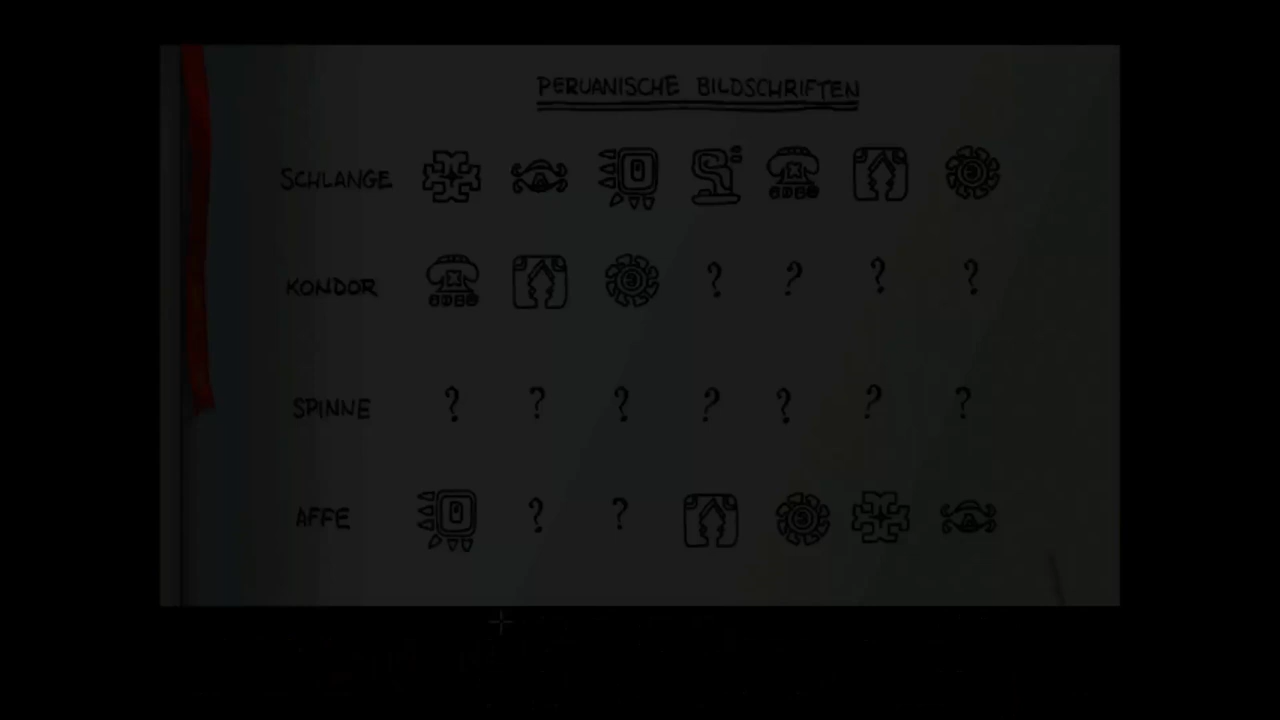 PERUANISCHE BILDSCHRIFTEN
SCHLANGE
KONDOR ? ? ? ?
SPINNE ? ? ? ? ? ? ?
AFFE ? ?